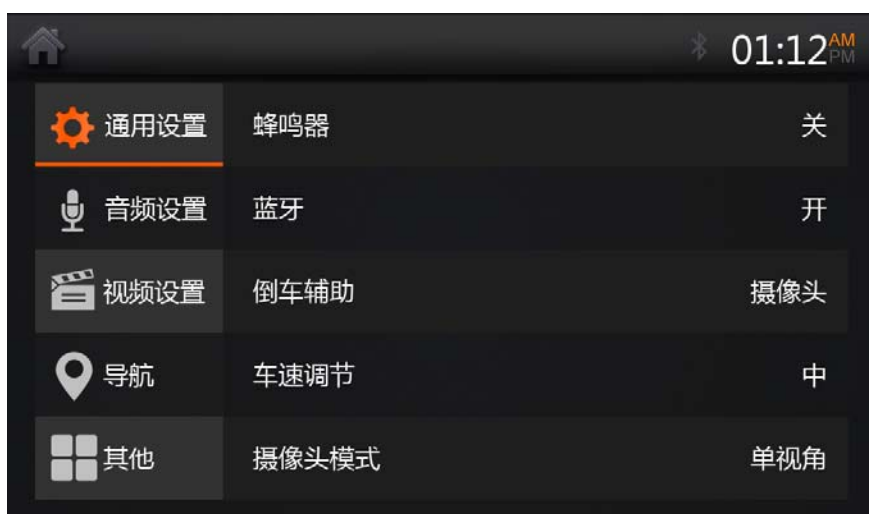 01:12 AM
PM
通用设置 蜂鸣器 关
音频设置 蓝牙 开
视频设置 倒车辅助 摄像头
导航 车速调节 中
其他 摄像头模式 单视角